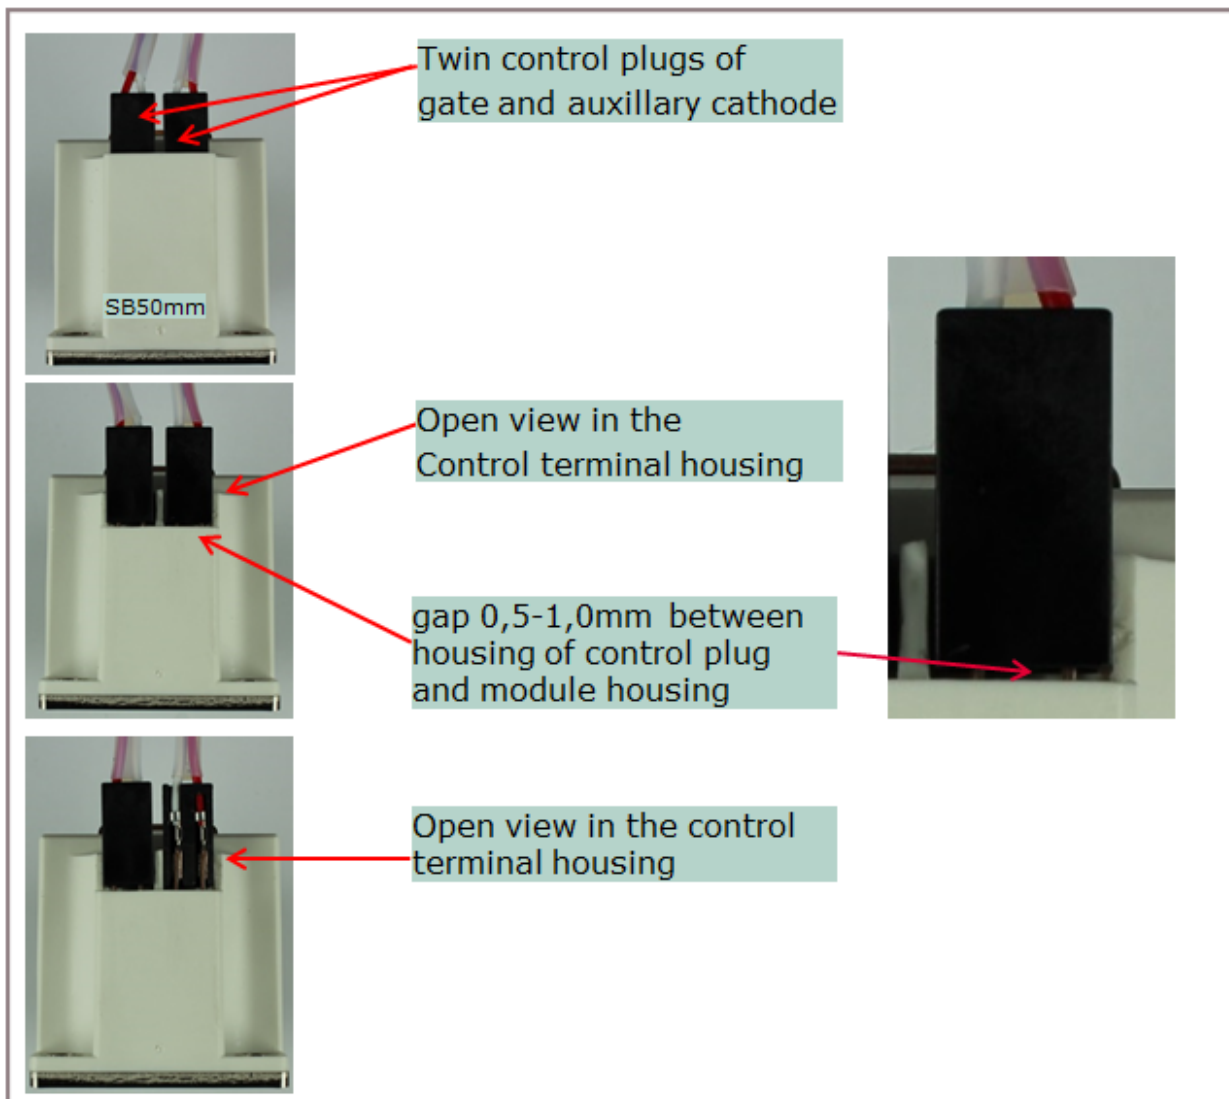 Twin control plugs of
gate and auxillary cathode
SB50mm
Open view in the
Control terminal housing
gap 0,5-1,0mm between
housing of control plug
and module housing
Open view in the control
terminal housing